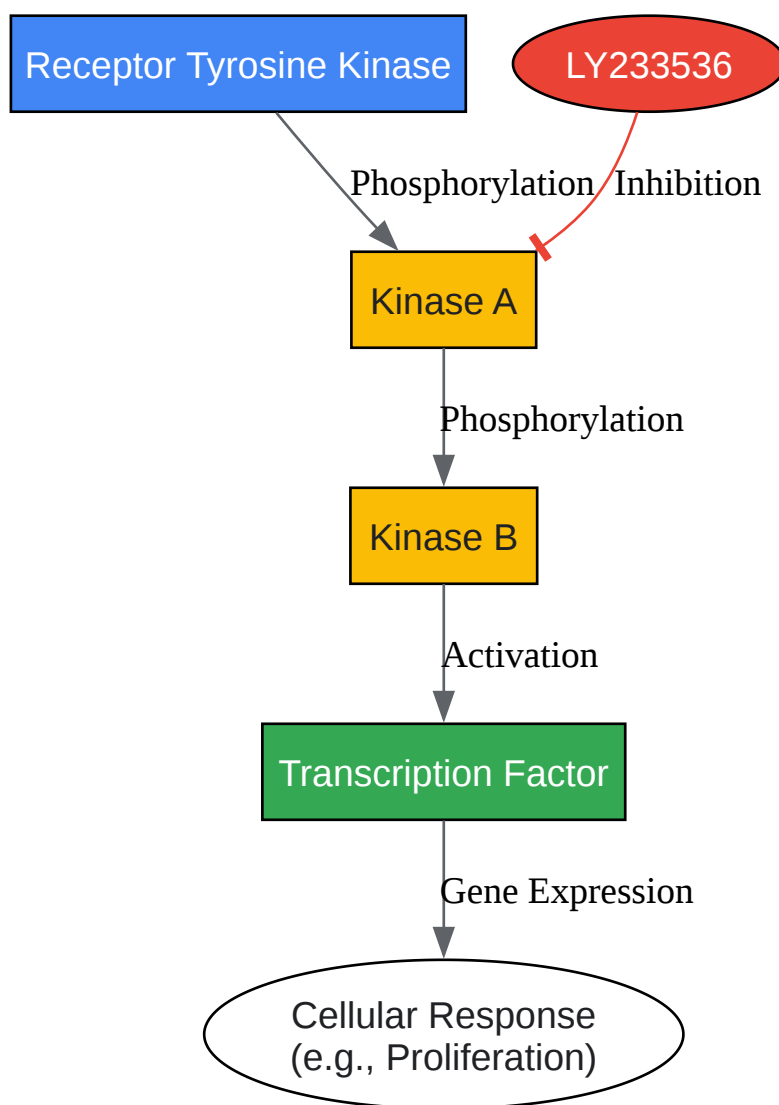 Receptor Tyrosine Kinase
LY233536
Phosphorylation
Inhibition
Kinase A
Phosphorylation
Kinase B
Activation
Transcription Factor
Gene Expression
Cellular Response
(e.g., Proliferation)